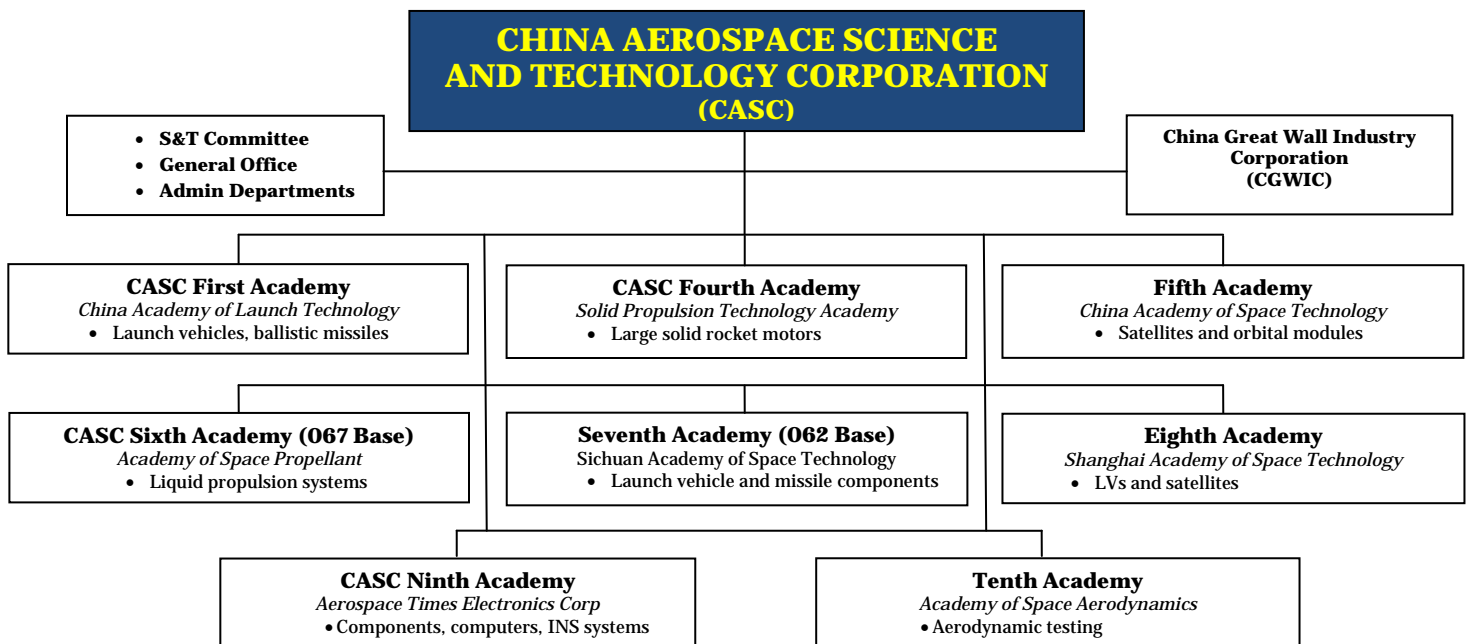 CHINA AEROSPACE SCIENCE
AND TECHNOLOGY CORPORATION
(CASC)
• S&T Committee
• General Office
• Admin Departments
China Great Wall Industry
Corporation
(CGWIC)
CASC First Academy
China Academy of Launch Technology
• Launch vehicles, ballistic missiles
CASC Fourth Academy
Solid Propulsion Technology Academy
• Large solid rocket motors
Fifth Academy
China Academy of Space Technology
• Satellites and orbital modules
CASC Sixth Academy (067 Base)
Academy of Space Propellant
• Liquid propulsion systems
Seventh Academy (062 Base)
Sichuan Academy of Space Technology
• Launch vehicle and missile components
Eighth Academy
Shanghai Academy of Space Technology
• LVs and satellites
CASC Ninth Academy
Aerospace Times Electronics Corp
• Components, computers, INS systems
Tenth Academy
Academy of Space Aerodynamics
• Aerodynamic testing